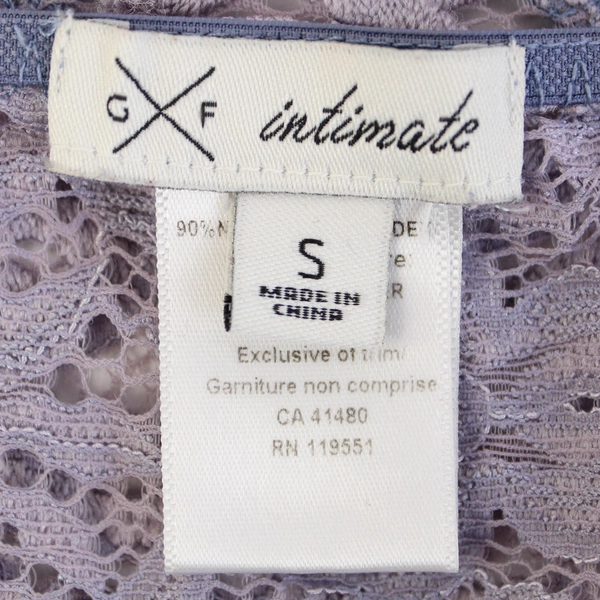 G F intimate
90%
S
MADE IN
CHINA
Exclusive of trim/
Garniture non comprise
CA 41480
RN 119551